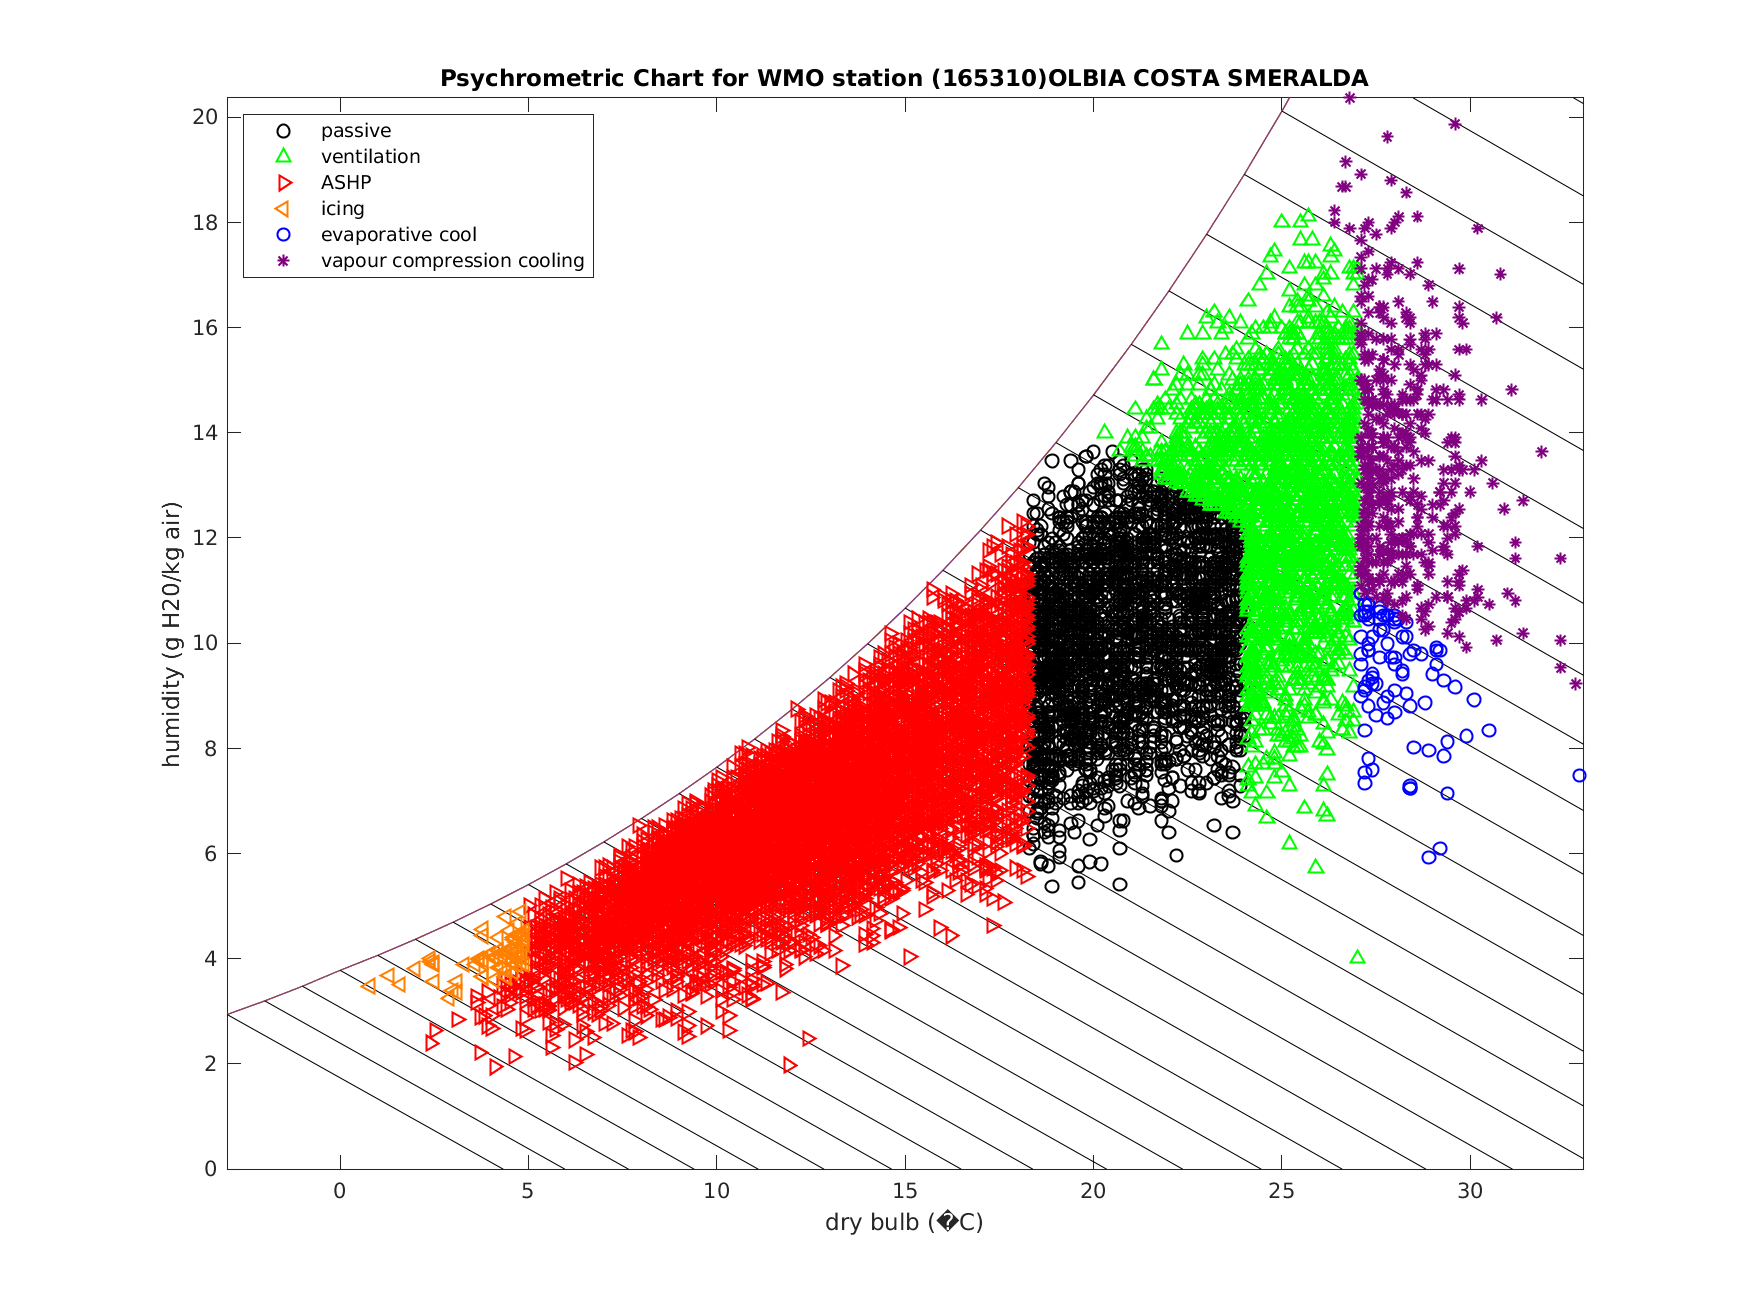 Psychrometric Chart for WMO station (165310)OLBIA COSTA SMERALDA
passive
ventilation
ASHP
icing
evaporative cool
vapour compression cooling
humidity (g H20/kg air)
20
18
16
14
12
10
8
6
4
2
0
0 5 10 15 20 25 30
dry bulb (�C)